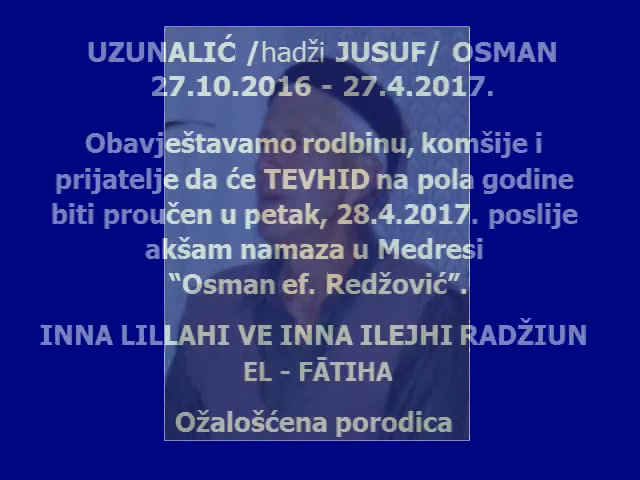 UZUNALIĆ /hadži JUSUF/ OSMAN
27.10.2016 - 27.4.2017.
Obavještavamo rodbinu, komšije i
prijatelje da će TEVHID na pola godine
biti proučen u petak, 28.4.2017. poslije
akšam namaza u Medresi
“Osman ef. Redžović”.
INNA LILLAHI VE INNA ILEJHI RADŽIUN
EL - FĀTIHA
Ožalošćena porodica